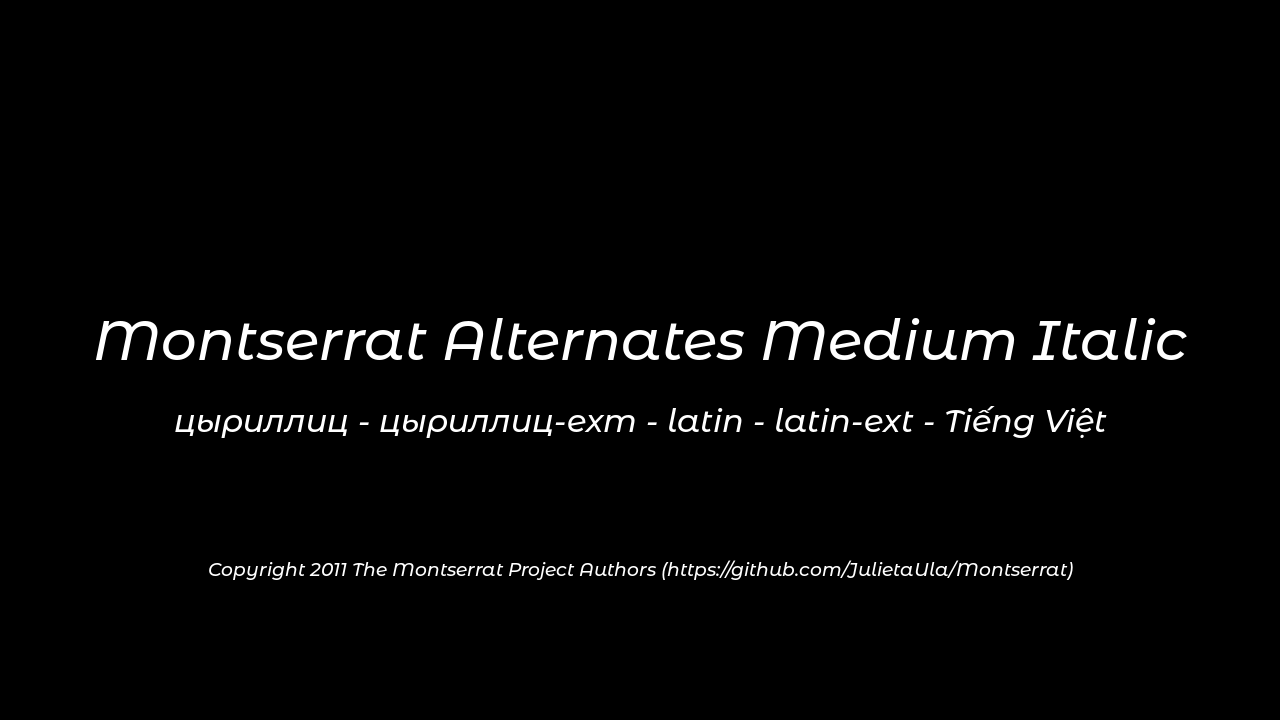 Montserrat Alternates Medium Italic
цыриллиц - цыриллиц-ехт - latin - latin-ext - Tiếng Việt
Copyright 2011 The Montserrat Project Authors (https://github.com/JulietaUla/Montserrat)